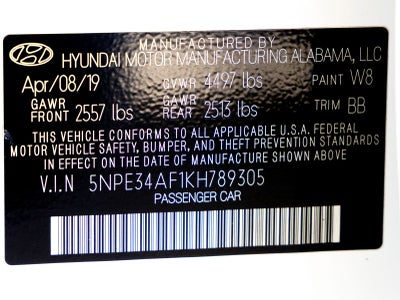 MANUFACTURED BY
HYUNDAI MOTOR MANUFACTURING ALABAMA, LLC
Apr/08/19 GVWR 4497 lbs PAINT W8
GAWR FRONT 2557 lbs GAWR REAR 2513 lbs TRIM BB
THIS VEHICLE CONFORMS TO ALL APPLICABLE U.S.A. FEDERAL
MOTOR VEHICLE SAFETY, BUMPER, AND THEFT PREVENTION STANDARDS
IN EFFECT ON THE DATE OF MANUFACTURE SHOWN ABOVE
V.I.N 5NPE34AF1KH789305
PASSENGER CAR